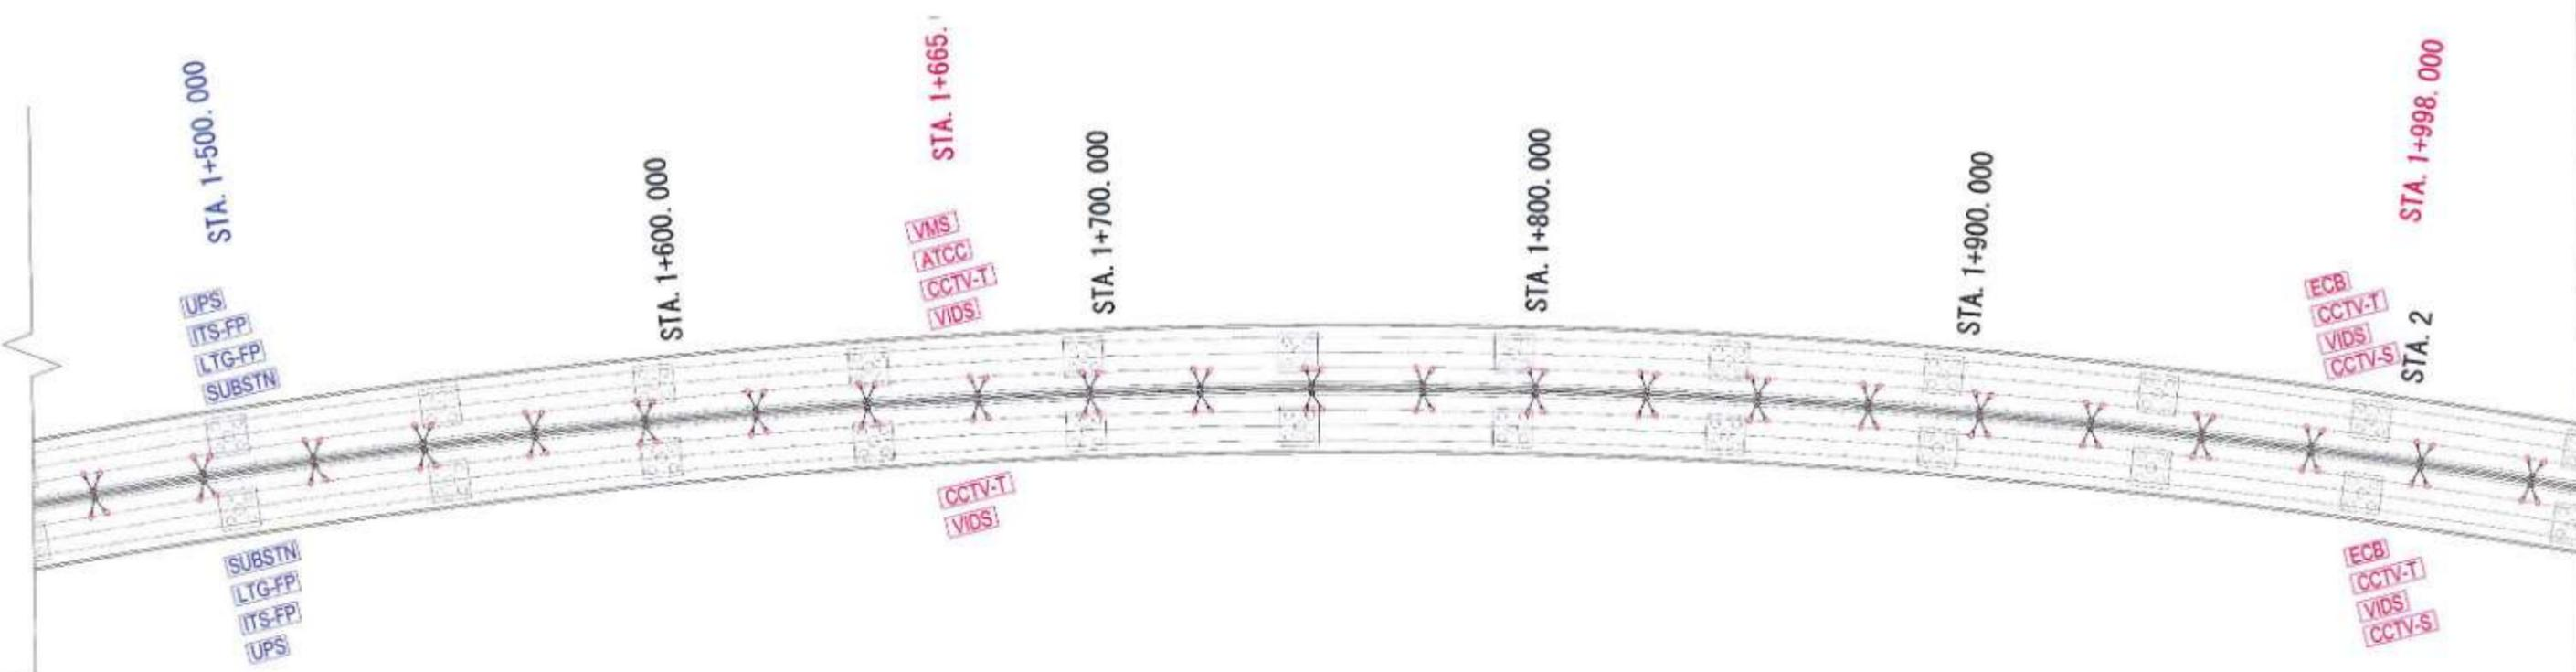 STA. 1+500. 000
UPS
ITS-FP
LTG-FP
SUBSTN
SUBSTN
LTG-FP
ITS-FP
UPS
STA. 1+600. 000
STA. 1+665.
VMS
ATCC
CCTV-T
VIDS
CCTV-T
VIDS
STA. 1+700. 000
STA. 1+800. 000
STA. 1+900. 000
STA. 1+998. 000
ECB
CCTV-T
VIDS
CCTV-S
STA. 2
ECB
CCTV-T
VIDS
CCTV-S